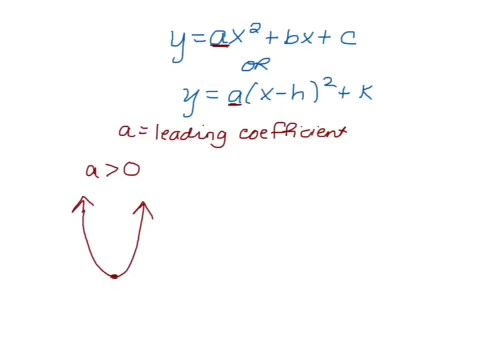 y = ax² + bx + c
OR
y = a(x-h)² + k
a = leading coefficient
a > 0